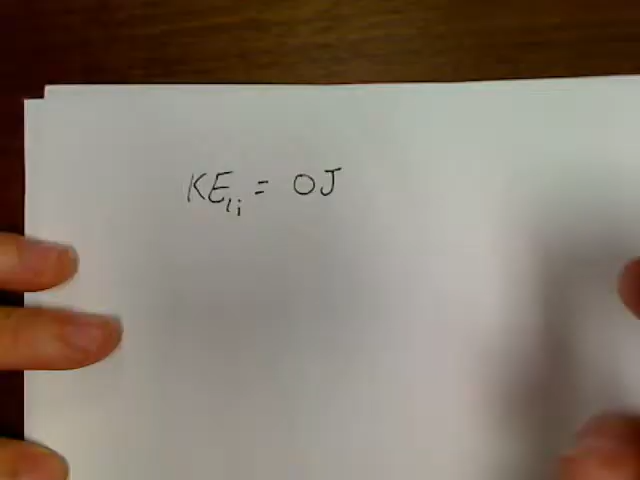 KE₁ᵢ = 0J